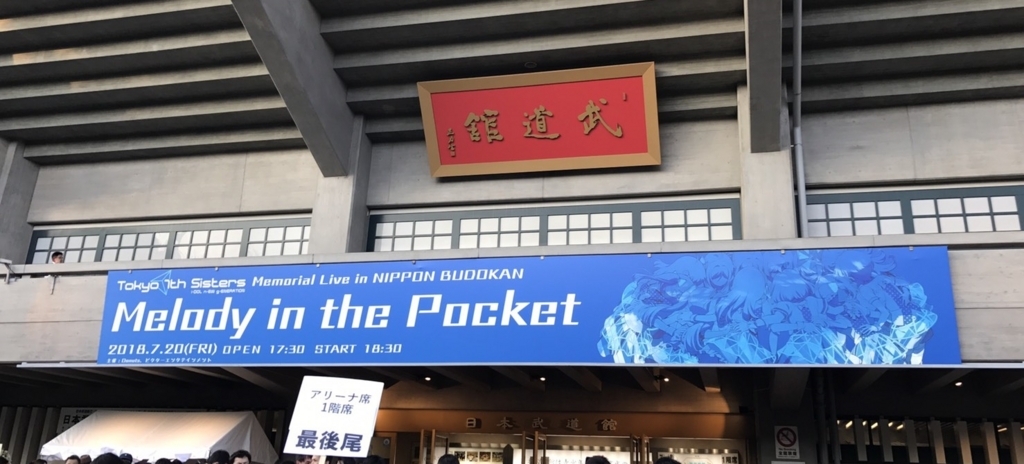 武道館
Tokyo 7th Sisters Memorial Live in NIPPON BUDOKAN
Melody in the Pocket
2018.7.20(FRI) OPEN 17:30 START 18:30
アリーナ席
1階席
最後尾
日本武道館
日本